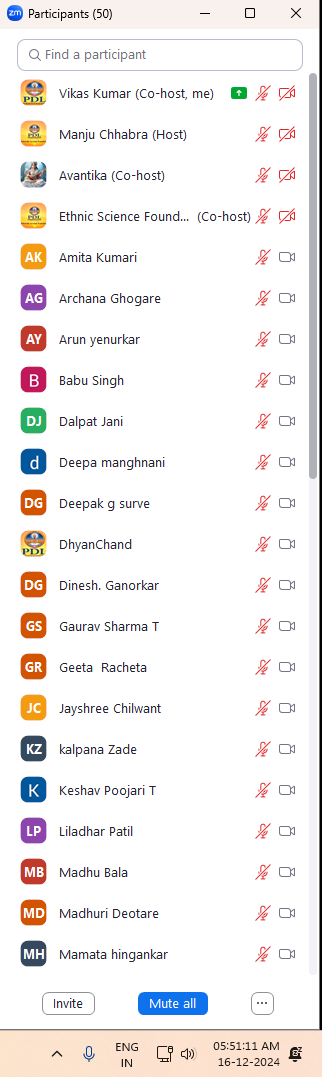 zm Participants (50)
Find a participant
PDL Vikas Kumar (Co-host, me)
PDL Manju Chhabra (Host)
Avantika (Co-host)
PDL Ethnic Science Found... (Co-host)
AK Amita Kumari
AG Archana Ghogare
AY Arun yenurkar
B Babu Singh
DJ Dalpat Jani
d Deepa manghnani
DG Deepak g surve
PDL DhyanChand
DG Dinesh. Ganorkar
GS Gaurav Sharma T
GR Geeta Racheta
JC Jayshree Chilwant
KZ kalpana Zade
K Keshav Poojari T
LP Liladhar Patil
MB Madhu Bala
MD Madhuri Deotare
MH Mamata hingankar
Invite Mute all ...
ENG 05:51:11 AM
IN 16-12-2024